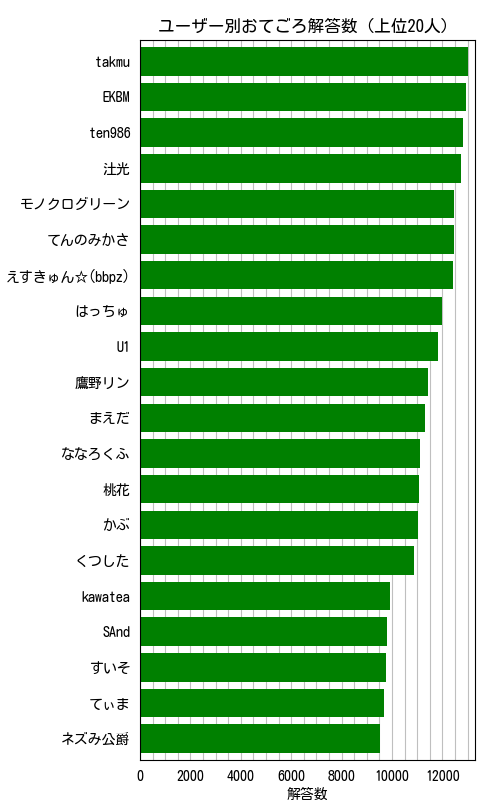 ユーザー別おてごろ解答数（上位20人）
takmu
EKBM
ten986
辻光
モノクログリーン
てんのみかさ
えすきゅん☆(bbpz)
はっちゅ
U1
鷹野リン
まえだ
ななろくふ
桃花
かぶ
くつした
kawatea
SAnd
すいそ
てぃま
ネズみ公爵
0 2000 4000 6000 8000 10000 12000
解答数